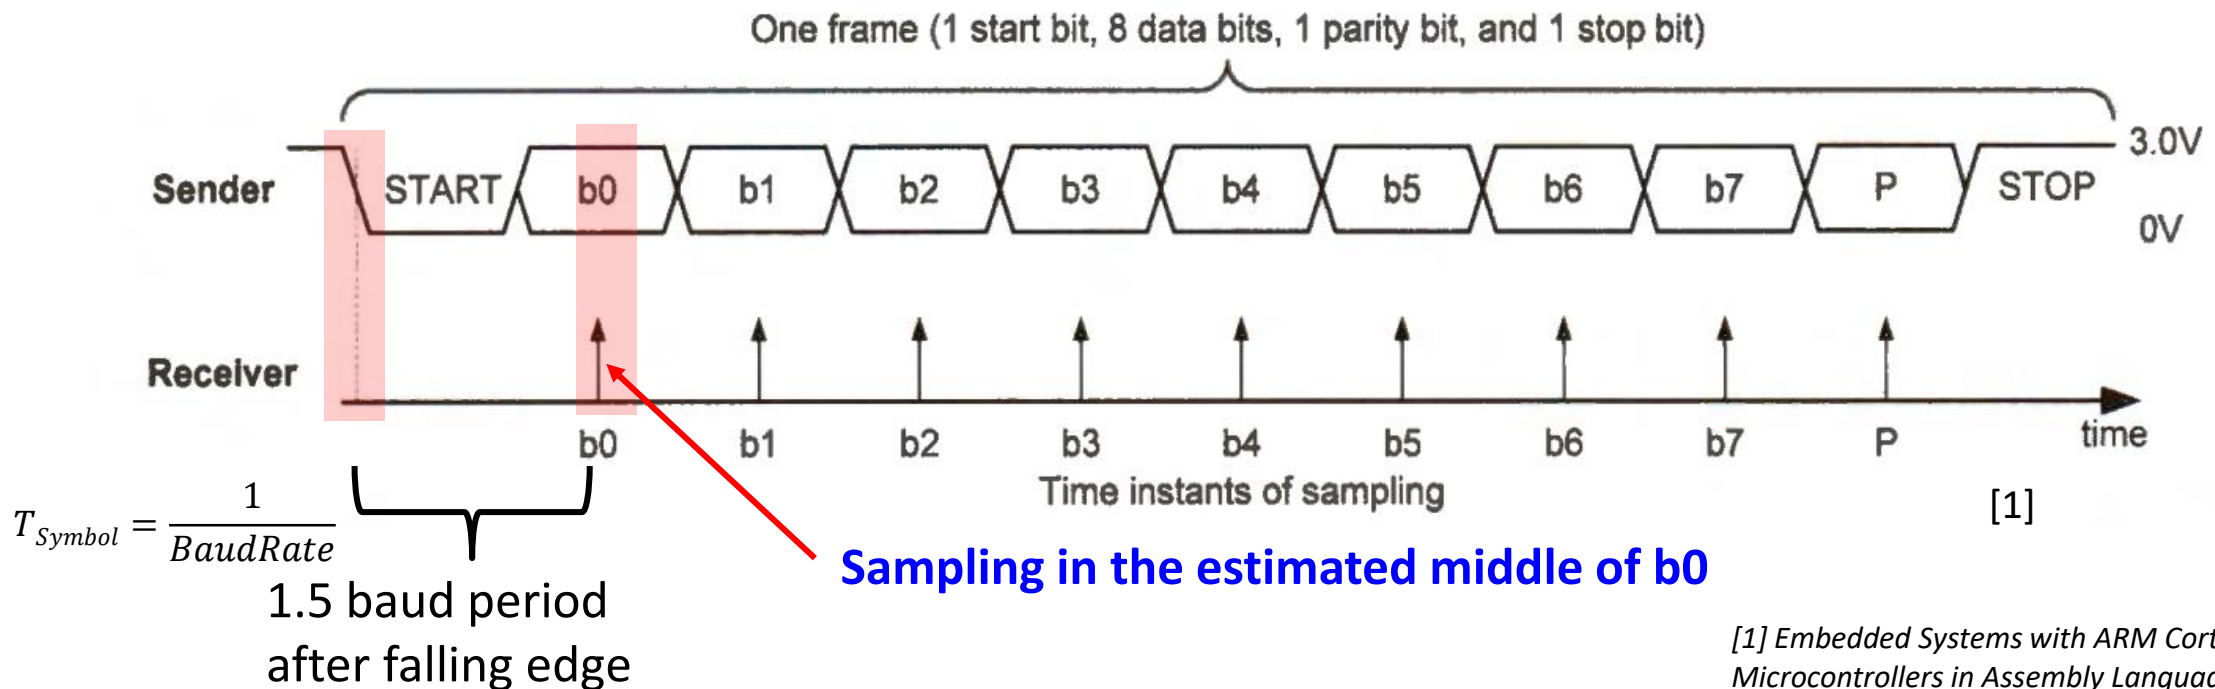 One frame (1 start bit, 8 data bits, 1 parity bit, and 1 stop bit)
3.0V
Sender START b0 b1 b2 b3 b4 b5 b6 b7 P STOP
0V
Receiver
b0 b1 b2 b3 b4 b5 b6 b7 P time
Time instants of sampling
[1]
T_Symbol = 1 / BaudRate
Sampling in the estimated middle of b0
1.5 baud period
after falling edge
[1] Embedded Systems with ARM
Microcontrollers in Assembly